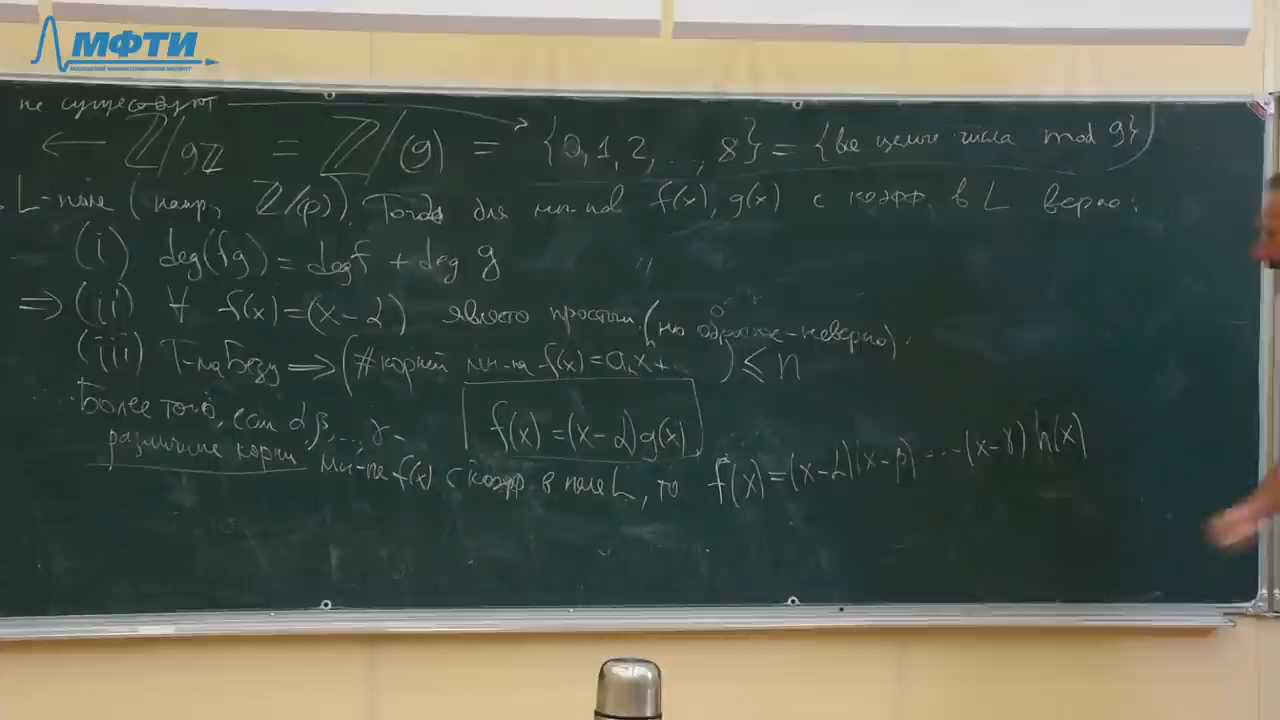 МФТИ
не существуют
← ℤ/9ℤ = ℤ/(9) = {0,1,2,...,8} = {все целые числа mod 9}
L-поле (напр., ℤ/(p)). Тогда для мн-нов f(x), g(x) с коэфф. в L верно:
(i) deg(fg) = deg f + deg g
⇒ (ii) ∀ f(x)=(x-α) является простым (но обратное-неверно).
(iii) Т-ма Безу ⇒ (#корней мн-на f(x)=aₙxⁿ+...) ≤ n
f(x)=(x-α)g(x)
Более того, если α,β,...,γ -
различные корни мн-на f(x) с коэфф. в поле L, то f(x)=(x-α)(x-β)....(x-γ)h(x)